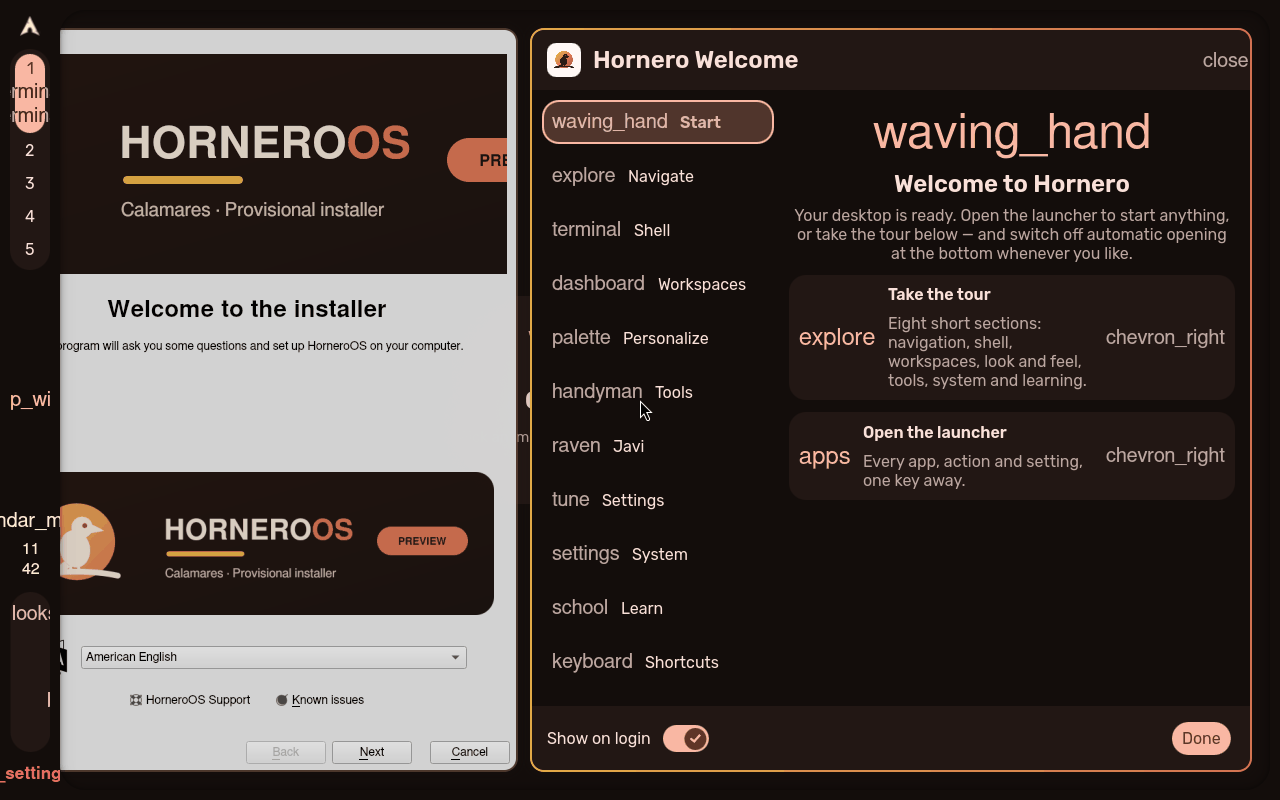 1
rmin
rmin
2
3
4
5
p_wi
ndar_m
11
42
looks
_setting
HORNEROOS
PRE
Calamares · Provisional installer
Welcome to the installer
program will ask you some questions and set up HorneroOS on your computer.
HORNEROOS
PREVIEW
Calamares · Provisional installer
American English
HorneroOS Support
Known issues
Back
Next
Cancel
Hornero Welcome
close
waving_hand Start
explore Navigate
terminal Shell
dashboard Workspaces
palette Personalize
handyman Tools
raven Javi
tune Settings
settings System
school Learn
keyboard Shortcuts
waving_hand
Welcome to Hornero
Your desktop is ready. Open the launcher to start anything,
or take the tour below — and switch off automatic opening
at the bottom whenever you like.
Take the tour
explore
Eight short sections:
navigation, shell,
workspaces, look and feel,
tools, system and learning.
chevron_right
Open the launcher
apps
Every app, action and setting,
one key away.
chevron_right
Show on login
Done